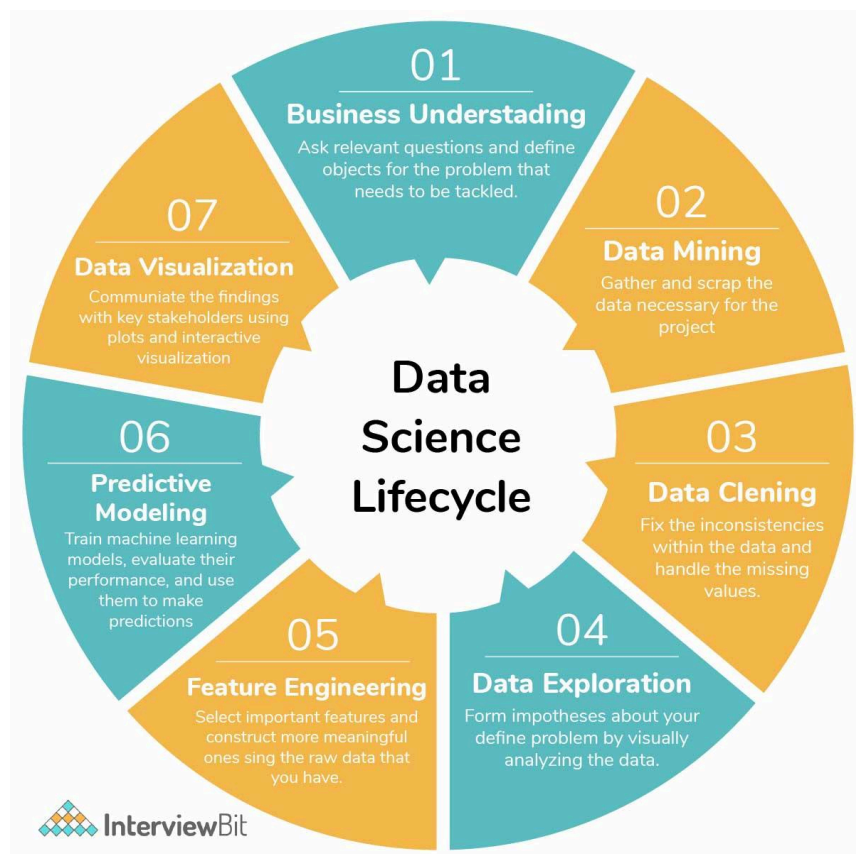 01
Business Understading
Ask relevant questions and define
objects for the problem that
needs to be tackled.
02
Data Mining
Gather and scrap the
data necessary for the
project
03
Data Clening
Fix the inconsistencies
within the data and
handle the missing
values.
04
Data Exploration
Form impotheses about your
define problem by visually
analyzing the data.
05
Feature Engineering
Select important features and
construct more meaningful
ones sing the raw data that
you have.
06
Predictive
Modeling
Train machine learning
models, evaluate their
performance, and use
them to make
predictions
07
Data Visualization
Communiate the findings
with key stakeholders using
plots and interactive
visualization
Data
Science
Lifecycle
InterviewBit